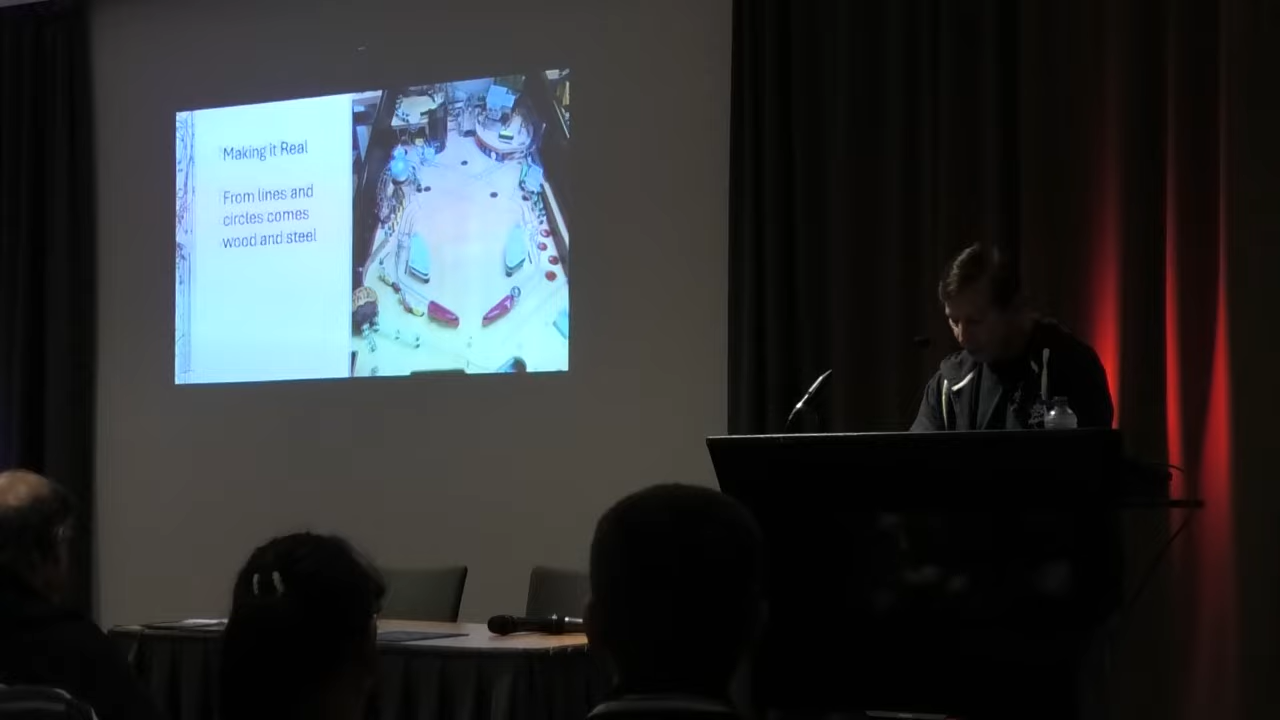 Making it Real
From lines and
circles comes
wood and steel